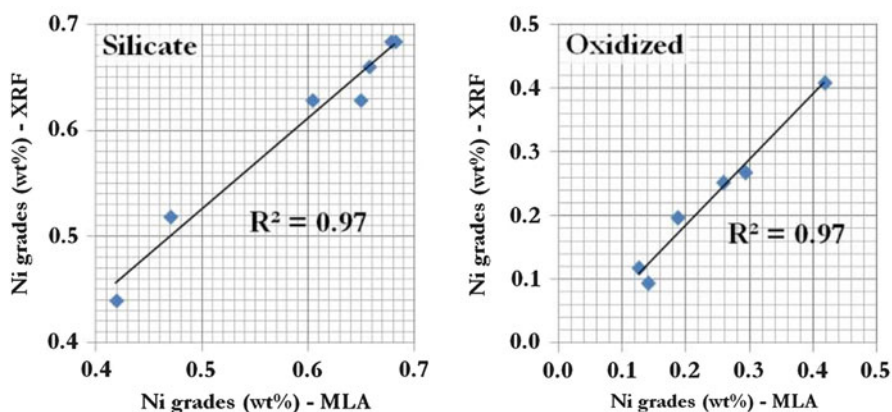 Silicate
Ni grades (wt%) - XRF
0.7
0.6
0.5
0.4
R² = 0.97
0.4 0.5 0.6 0.7
Ni grades (wt%) - MLA
Oxidized
Ni grades (wt%) - XRF
0.5
0.4
0.3
0.2
0.1
0.0
R² = 0.97
0.0 0.1 0.2 0.3 0.4 0.5
Ni grades (wt%) - MLA